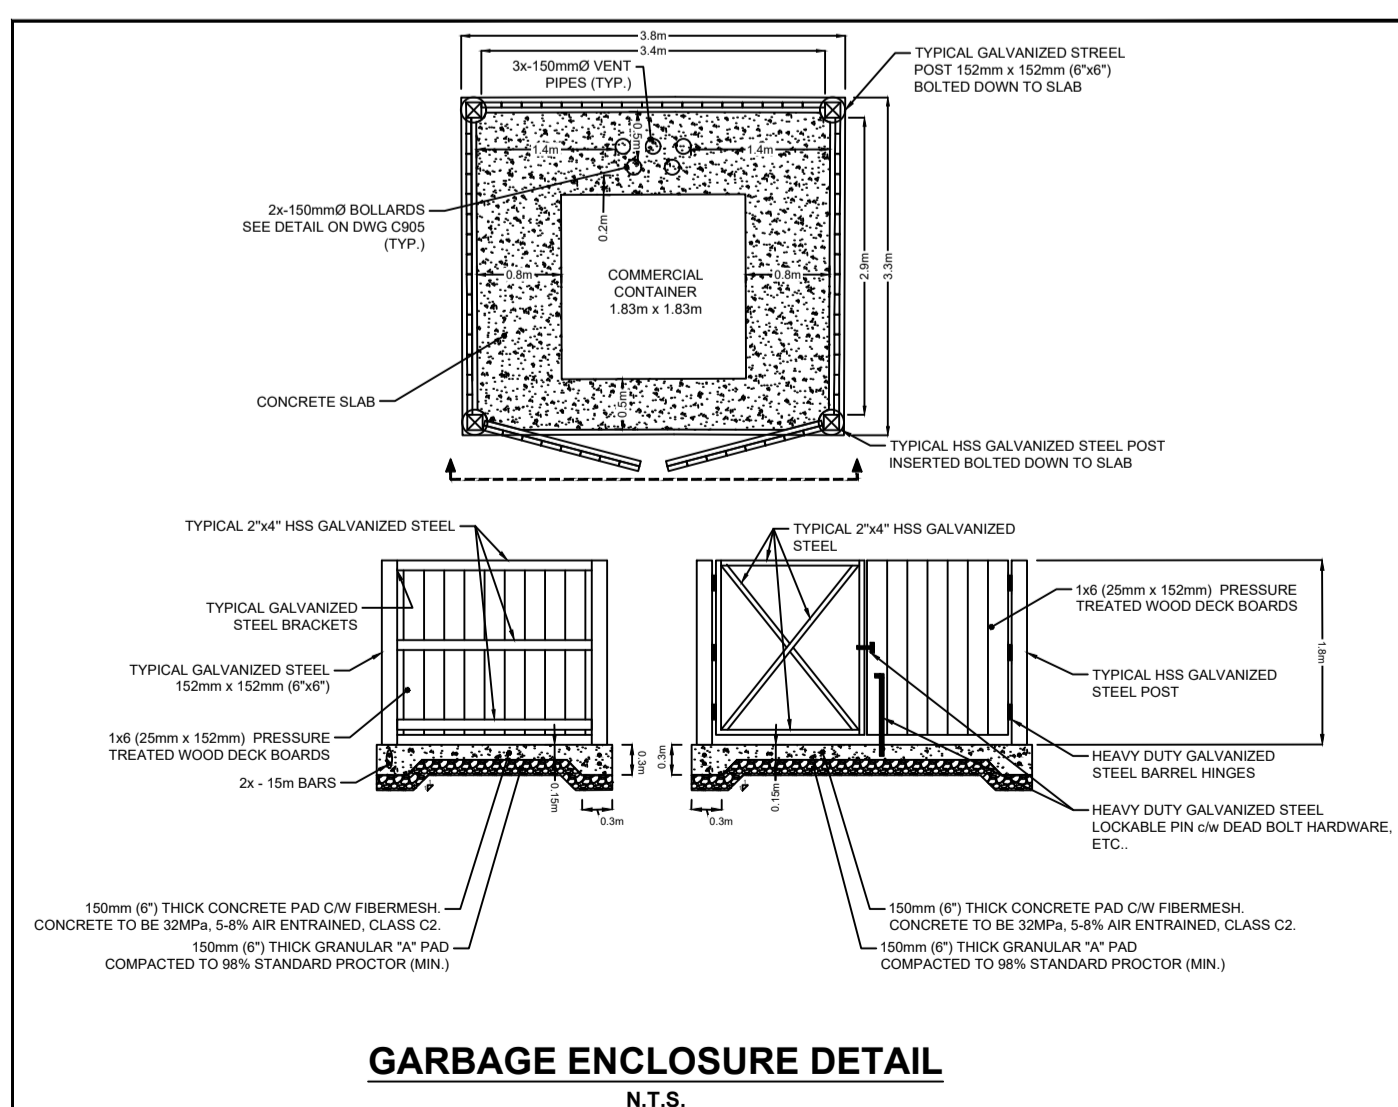 3.8m
3.4m
3x-150mmØ VENT
PIPES (TYP.)
TYPICAL GALVANIZED STREEL
POST 152mm x 152mm (6"x6")
BOLTED DOWN TO SLAB
0.5m
1.4m
1.4m
2x-150mmØ BOLLARDS
SEE DETAIL ON DWG C905
(TYP.)
0.2m
2.9m
3.3m
0.8m
COMMERCIAL
CONTAINER
1.83m x 1.83m
0.8m
CONCRETE SLAB
0.5m
TYPICAL HSS GALVANIZED STEEL POST
INSERTED BOLTED DOWN TO SLAB
TYPICAL 2"x4" HSS GALVANIZED STEEL
TYPICAL GALVANIZED
STEEL BRACKETS
TYPICAL GALVANIZED STEEL
152mm x 152mm (6"x6")
1x6 (25mm x 152mm) PRESSURE
TREATED WOOD DECK BOARDS
2x - 15m BARS
0.15m
0.3m
0.3m
150mm (6") THICK CONCRETE PAD C/W FIBERMESH.
CONCRETE TO BE 32MPa, 5-8% AIR ENTRAINED, CLASS C2.
150mm (6") THICK GRANULAR "A" PAD
COMPACTED TO 98% STANDARD PROCTOR (MIN.)
TYPICAL 2"x4" HSS GALVANIZED
STEEL
1x6 (25mm x 152mm) PRESSURE
TREATED WOOD DECK BOARDS
1.8m
TYPICAL HSS GALVANIZED
STEEL POST
HEAVY DUTY GALVANIZED
STEEL BARREL HINGES
HEAVY DUTY GALVANIZED STEEL
LOCKABLE PIN c/w DEAD BOLT HARDWARE,
ETC..
0.3m
0.3m
0.15m
150mm (6") THICK CONCRETE PAD C/W FIBERMESH.
CONCRETE TO BE 32MPa, 5-8% AIR ENTRAINED, CLASS C2.
150mm (6") THICK GRANULAR "A" PAD
COMPACTED TO 98% STANDARD PROCTOR (MIN.)
GARBAGE ENCLOSURE DETAIL
N.T.S.